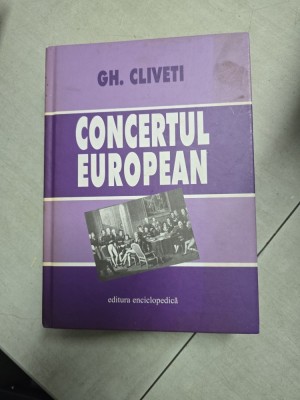 GH. CLIVETI
CONCERTUL
EUROPEAN
editura enciclopedică